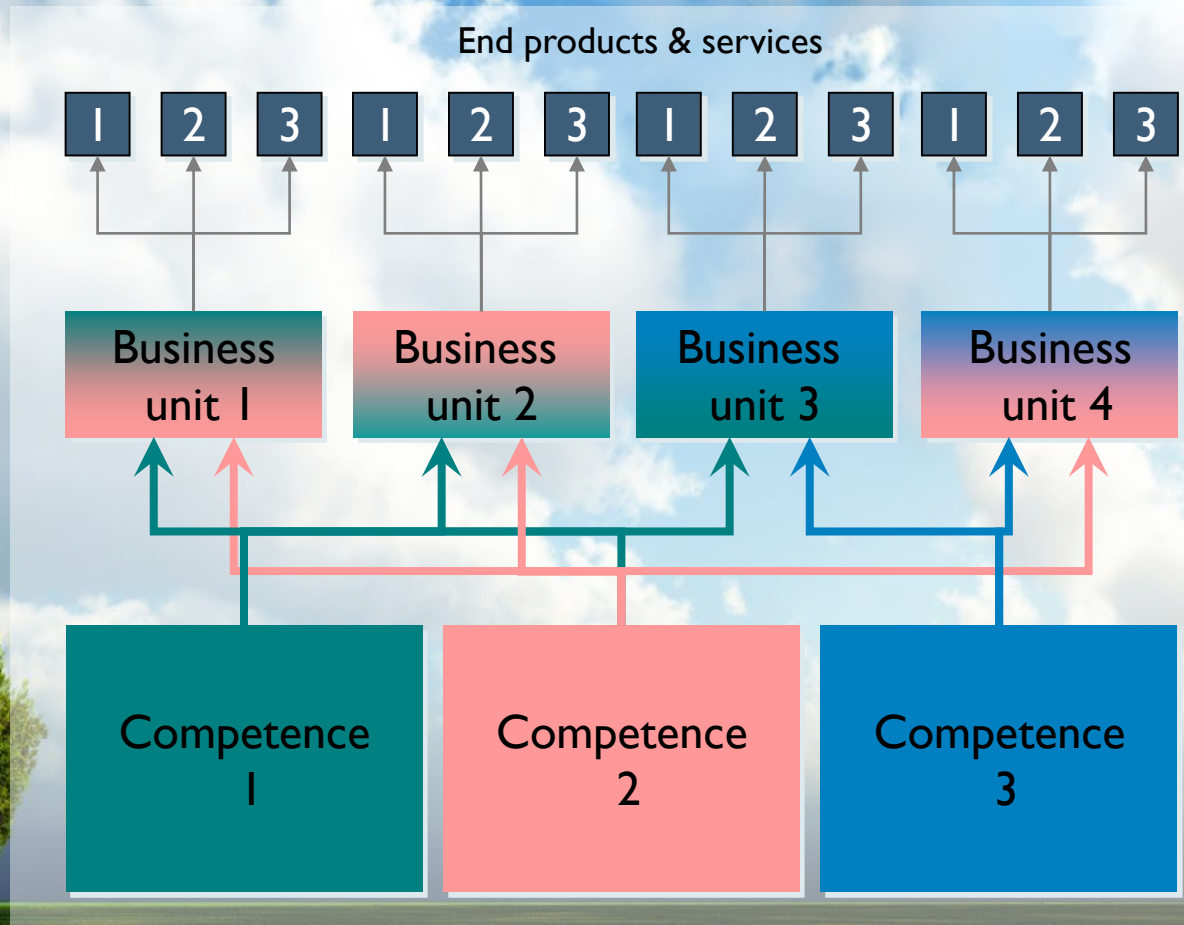 End products & services
1 2 3 1 2 3 1 2 3 1 2 3
Business
unit 1
Business
unit 2
Business
unit 3
Business
unit 4
Competence
1
Competence
2
Competence
3